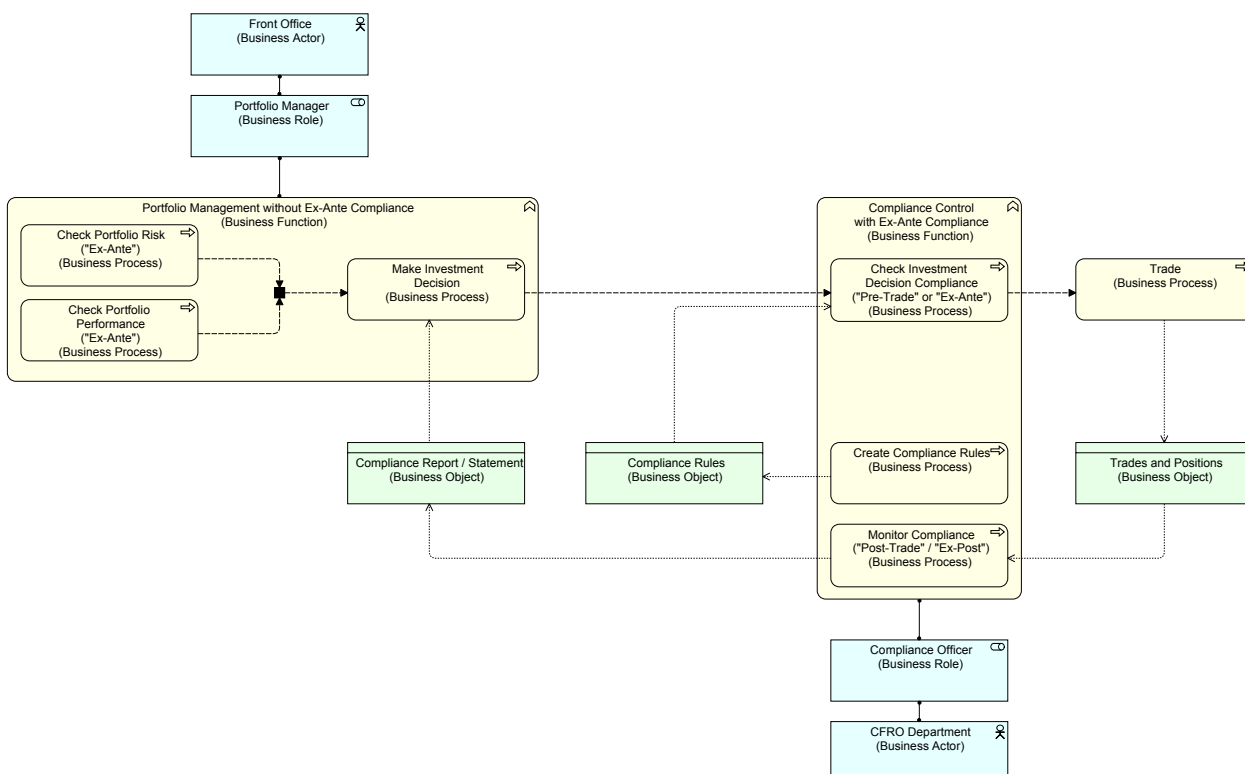 Front Office
(Business Actor)
Portfolio Manager
(Business Role)
Portfolio Management without Ex-Ante Compliance
(Business Function)
Check Portfolio Risk
("Ex-Ante")
(Business Process)
Check Portfolio
Performance
("Ex-Ante")
(Business Process)
Make Investment
Decision
(Business Process)
Compliance Control
with Ex-Ante Compliance
(Business Function)
Check Investment
Decision Compliance
("Pre-Trade" or "Ex-Ante")
(Business Process)
Trade
(Business Process)
Compliance Report / Statement
(Business Object)
Compliance Rules
(Business Object)
Create Compliance Rules
(Business Process)
Trades and Positions
(Business Object)
Monitor Compliance
("Post-Trade" / "Ex-Post")
(Business Process)
Compliance Officer
(Business Role)
CFRO Department
(Business Actor)